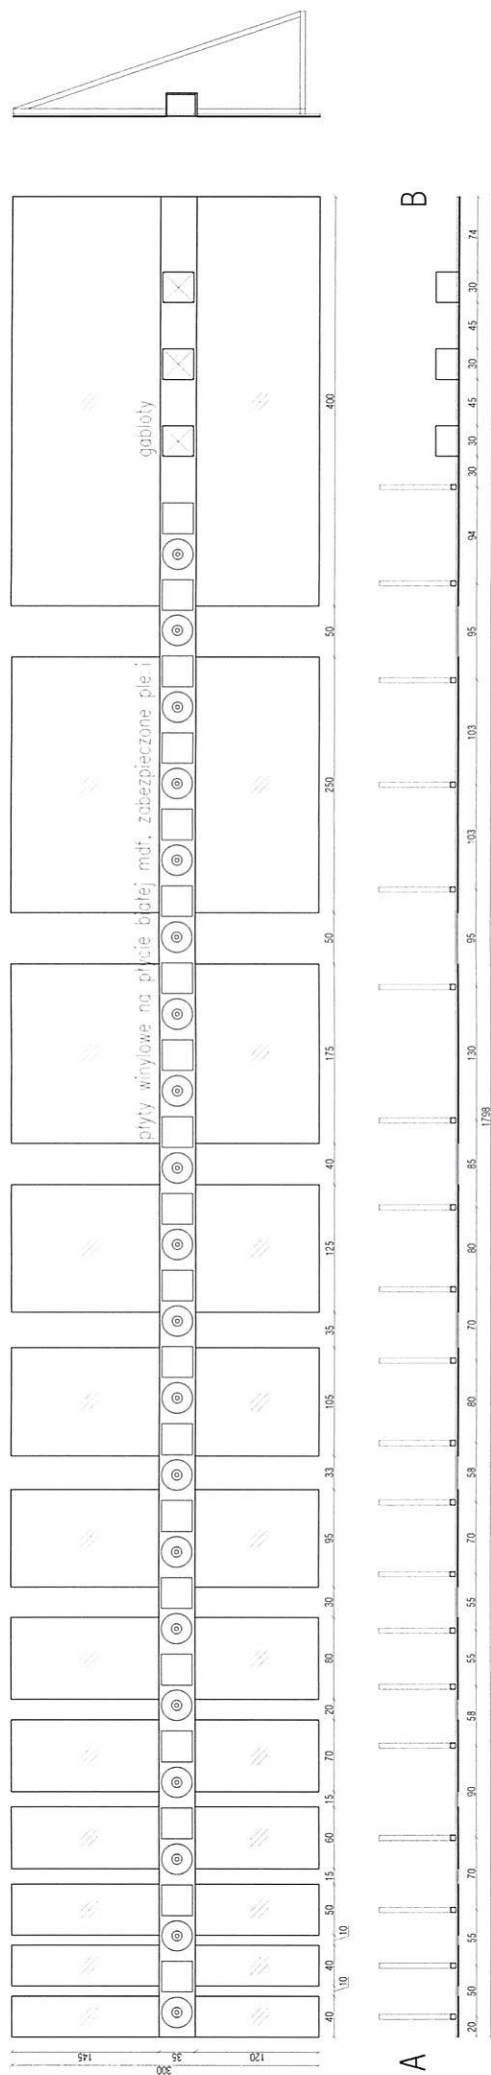 gabloty
płyty winylowe na płycie białej mdf, zabezpieczone
145 35 120
300
40 10 40 10 50 15 60 15 70 20 80 30 95 33 105 35 125 40 175 50 250 50 400
A B
20 50 55 70 90 58 55 55 70 58 80 70 80 85 130 95 103 103 95 94 30 30 45 30 45 30 74
1798